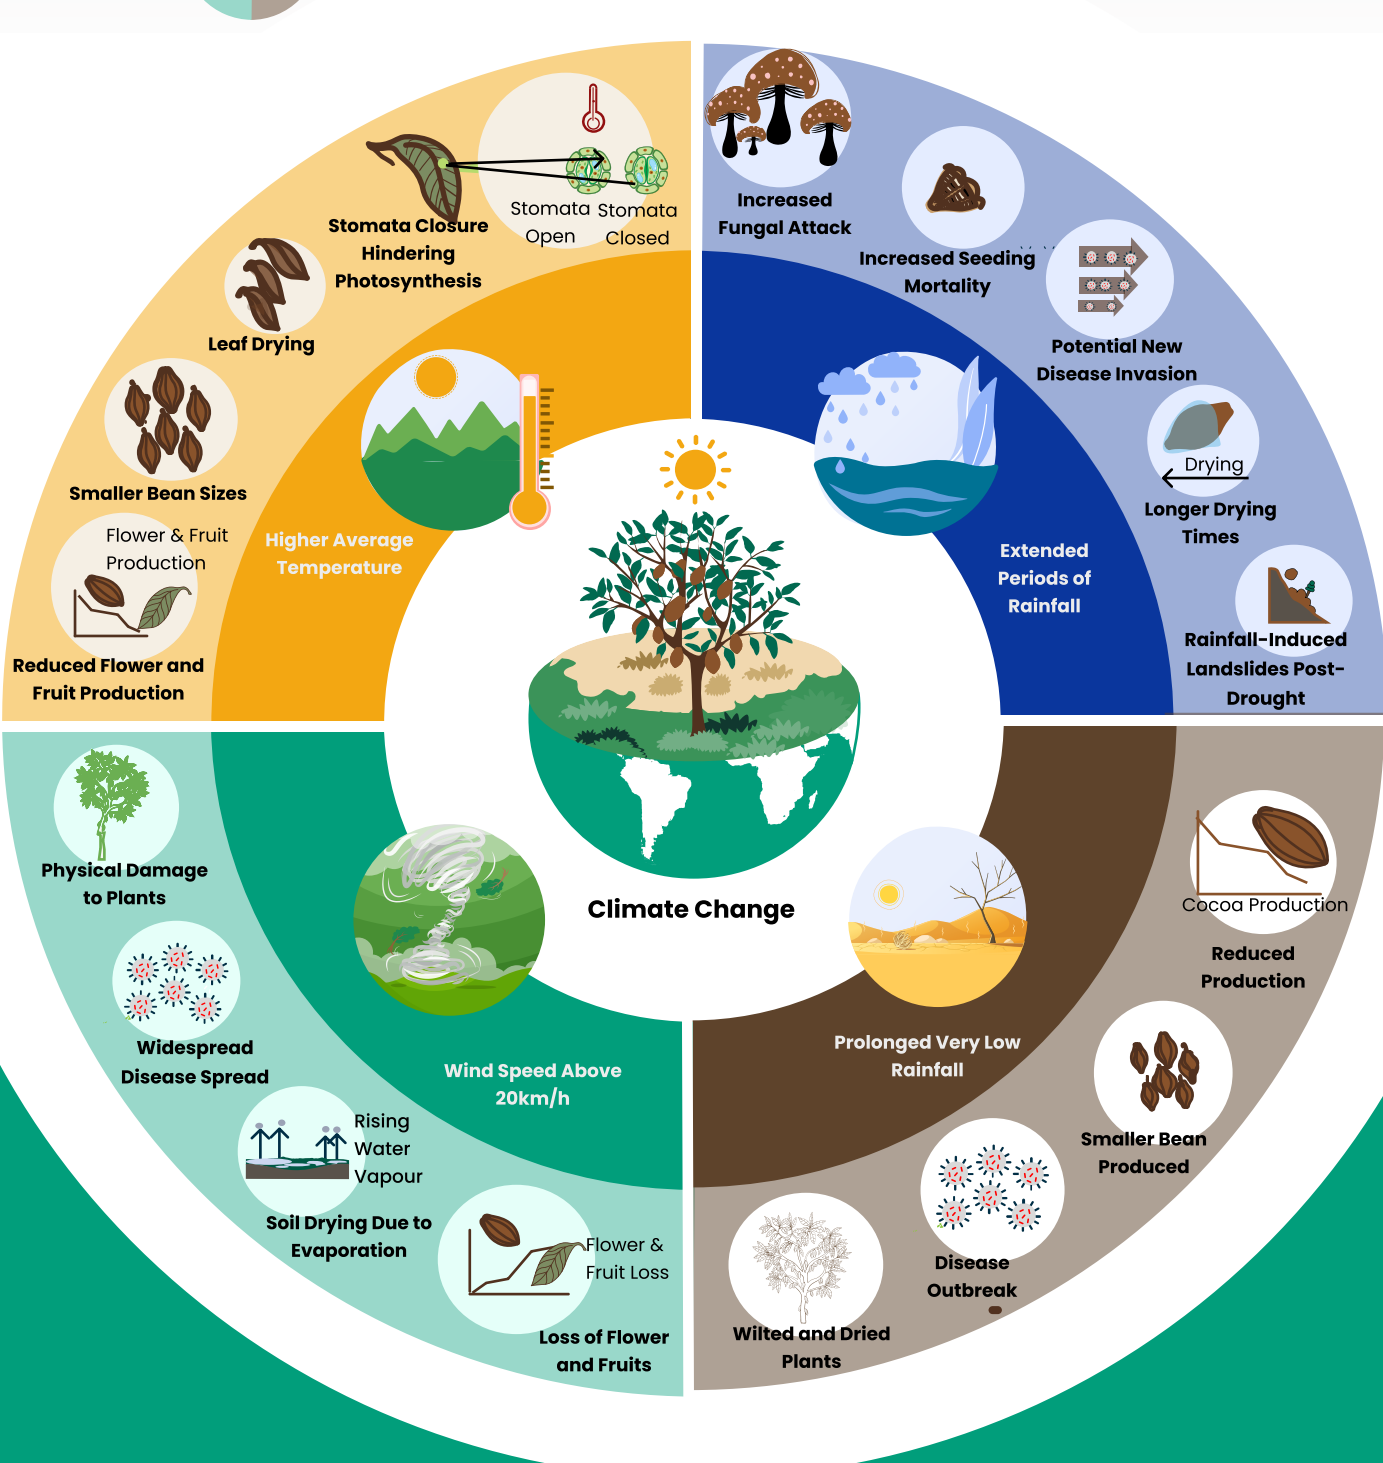 Stomata Open
Stomata Closed
Stomata Closure
Hindering
Photosynthesis
Leaf Drying
Smaller Bean Sizes
Flower & Fruit
Production
Reduced Flower and
Fruit Production
Higher Average
Temperature
Increased
Fungal Attack
Increased Seeding
Mortality
Potential New
Disease Invasion
Drying
Longer Drying
Times
Rainfall-Induced
Landslides Post-
Drought
Extended
Periods of
Rainfall
Climate Change
Physical Damage
to Plants
Widespread
Disease Spread
Rising
Water
Vapour
Soil Drying Due to
Evaporation
Flower &
Fruit Loss
Loss of Flower
and Fruits
Wind Speed Above
20km/h
Cocoa Production
Reduced
Production
Smaller Bean
Produced
Disease
Outbreak
Wilted and Dried
Plants
Prolonged Very Low
Rainfall